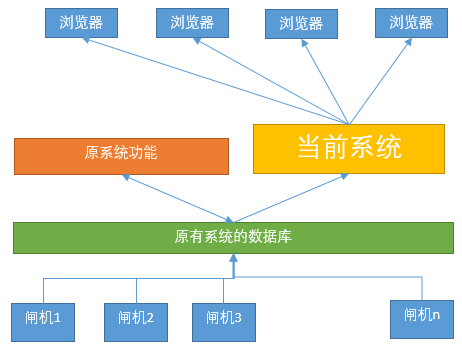 浏览器
浏览器
浏览器
浏览器
原系统功能
当前系统
原有系统的数据库
闸机1
闸机2
闸机3
闸机n